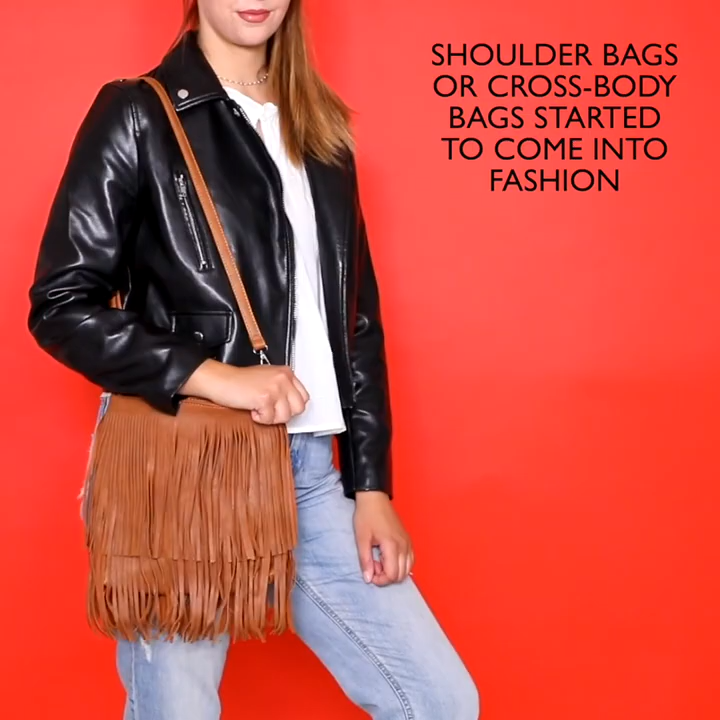 SHOULDER BAGS
OR CROSS-BODY
BAGS STARTED
TO COME INTO
FASHION